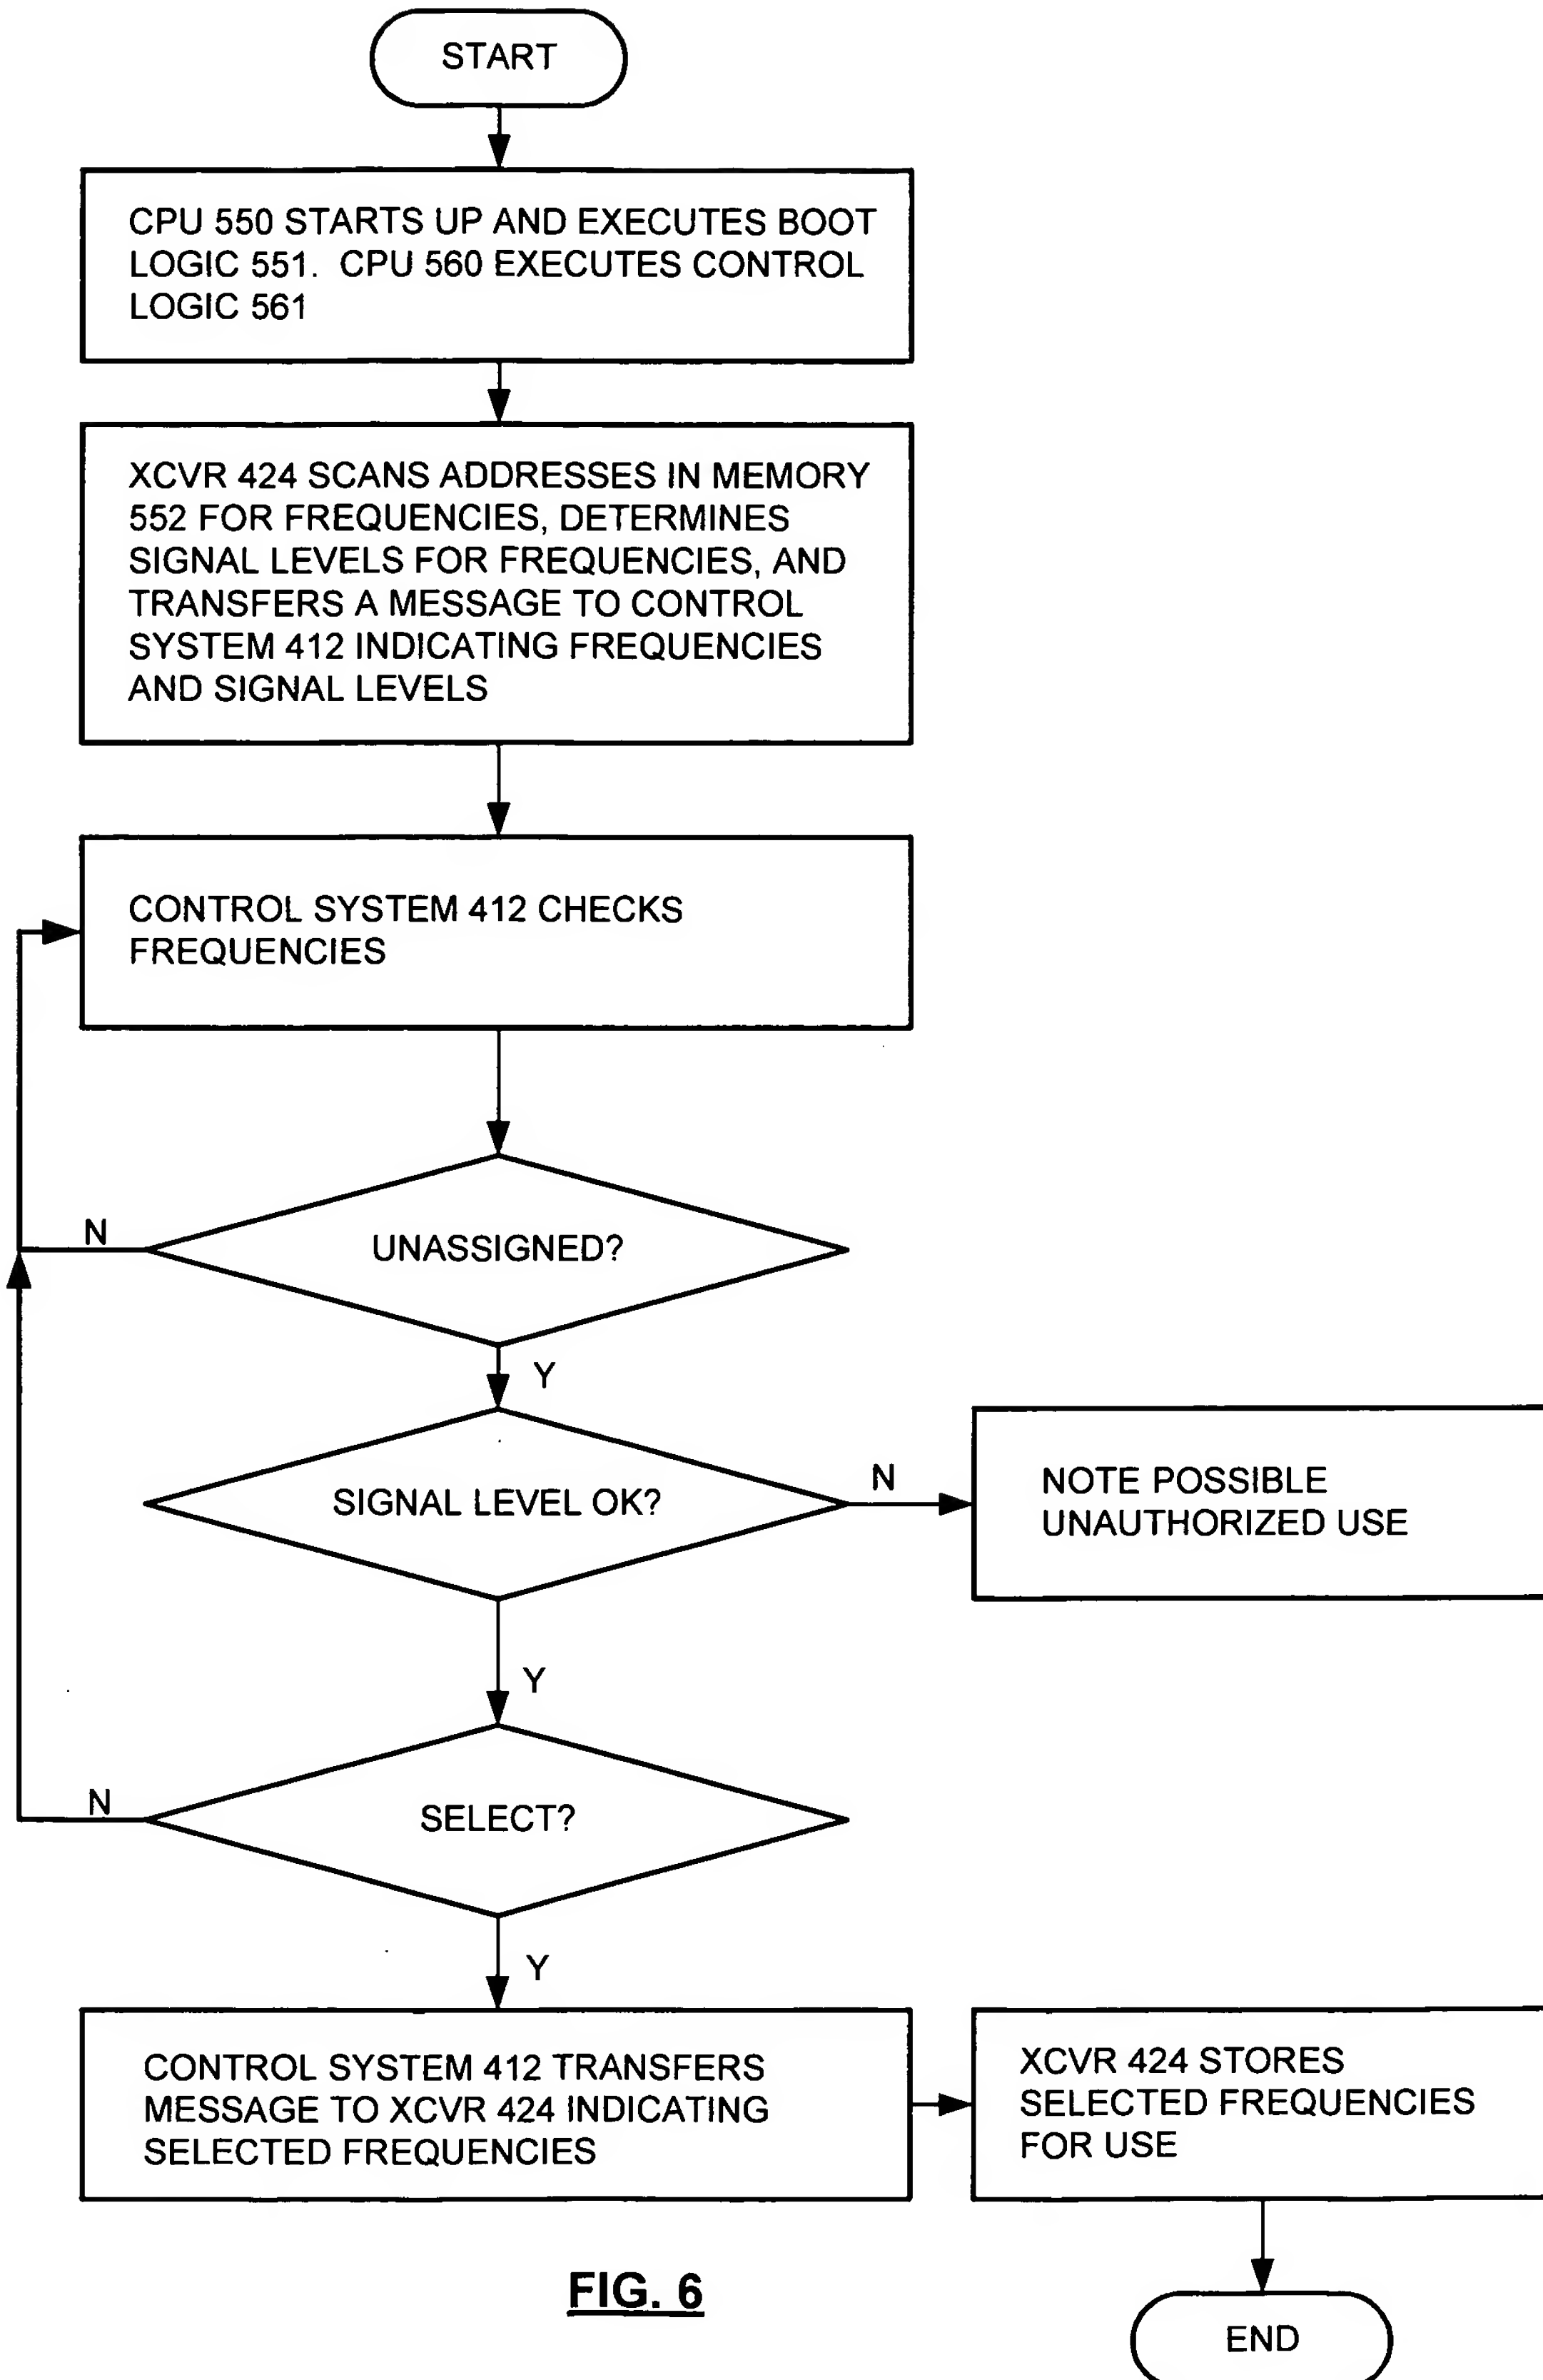 START
CPU 550 STARTS UP AND EXECUTES BOOT
LOGIC 551. CPU 560 EXECUTES CONTROL
LOGIC 561
XCVR 424 SCANS ADDRESSES IN MEMORY
552 FOR FREQUENCIES, DETERMINES
SIGNAL LEVELS FOR FREQUENCIES, AND
TRANSFERS A MESSAGE TO CONTROL
SYSTEM 412 INDICATING FREQUENCIES
AND SIGNAL LEVELS
CONTROL SYSTEM 412 CHECKS
FREQUENCIES
N
UNASSIGNED?
Y
SIGNAL LEVEL OK?
N
NOTE POSSIBLE
UNAUTHORIZED USE
Y
N
SELECT?
Y
CONTROL SYSTEM 412 TRANSFERS
MESSAGE TO XCVR 424 INDICATING
SELECTED FREQUENCIES
XCVR 424 STORES
SELECTED FREQUENCIES
FOR USE
FIG. 6
END